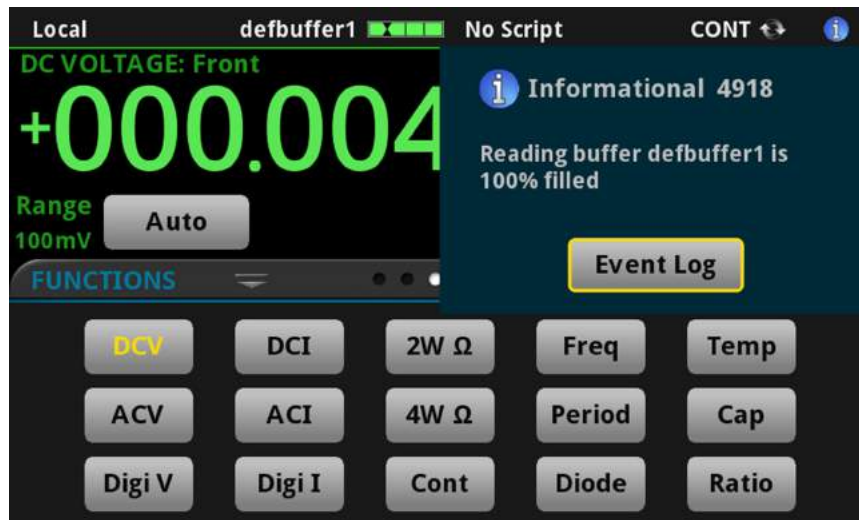 Local defbuffer1 No Script CONT
DC VOLTAGE: Front
+000.004
Range
100mV
Auto
Informational 4918
Reading buffer defbuffer1 is
100% filled
Event Log
FUNCTIONS
DCV DCI 2W Ω Freq Temp
ACV ACI 4W Ω Period Cap
Digi V Digi I Cont Diode Ratio